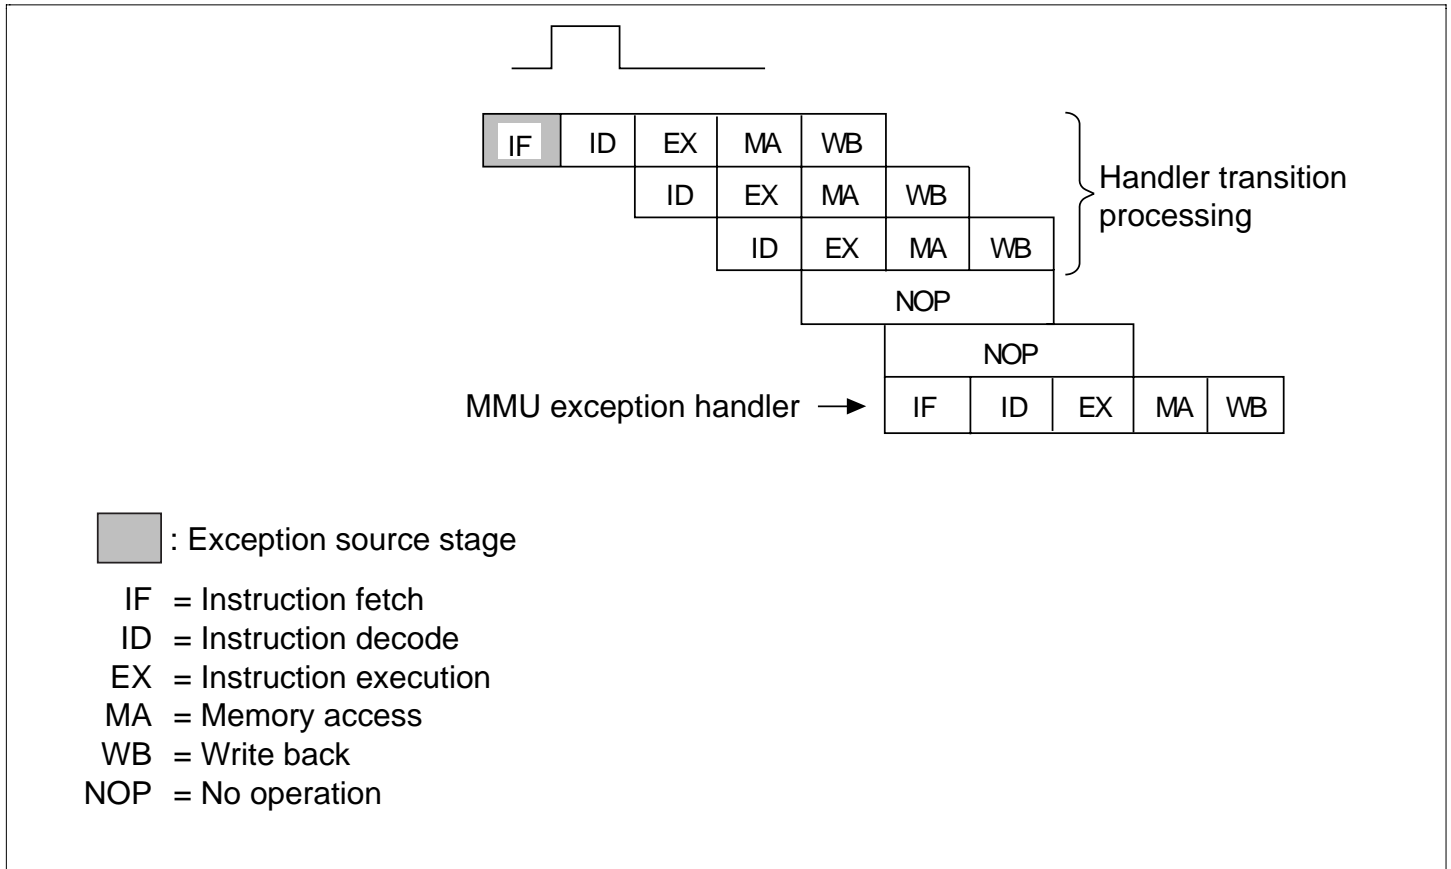 IF ID EX MA WB
ID EX MA WB
Handler transition
processing
ID EX MA WB
NOP
NOP
MMU exception handler
IF ID EX MA WB
: Exception source stage
IF = Instruction fetch
ID = Instruction decode
EX = Instruction execution
MA = Memory access
WB = Write back
NOP = No operation